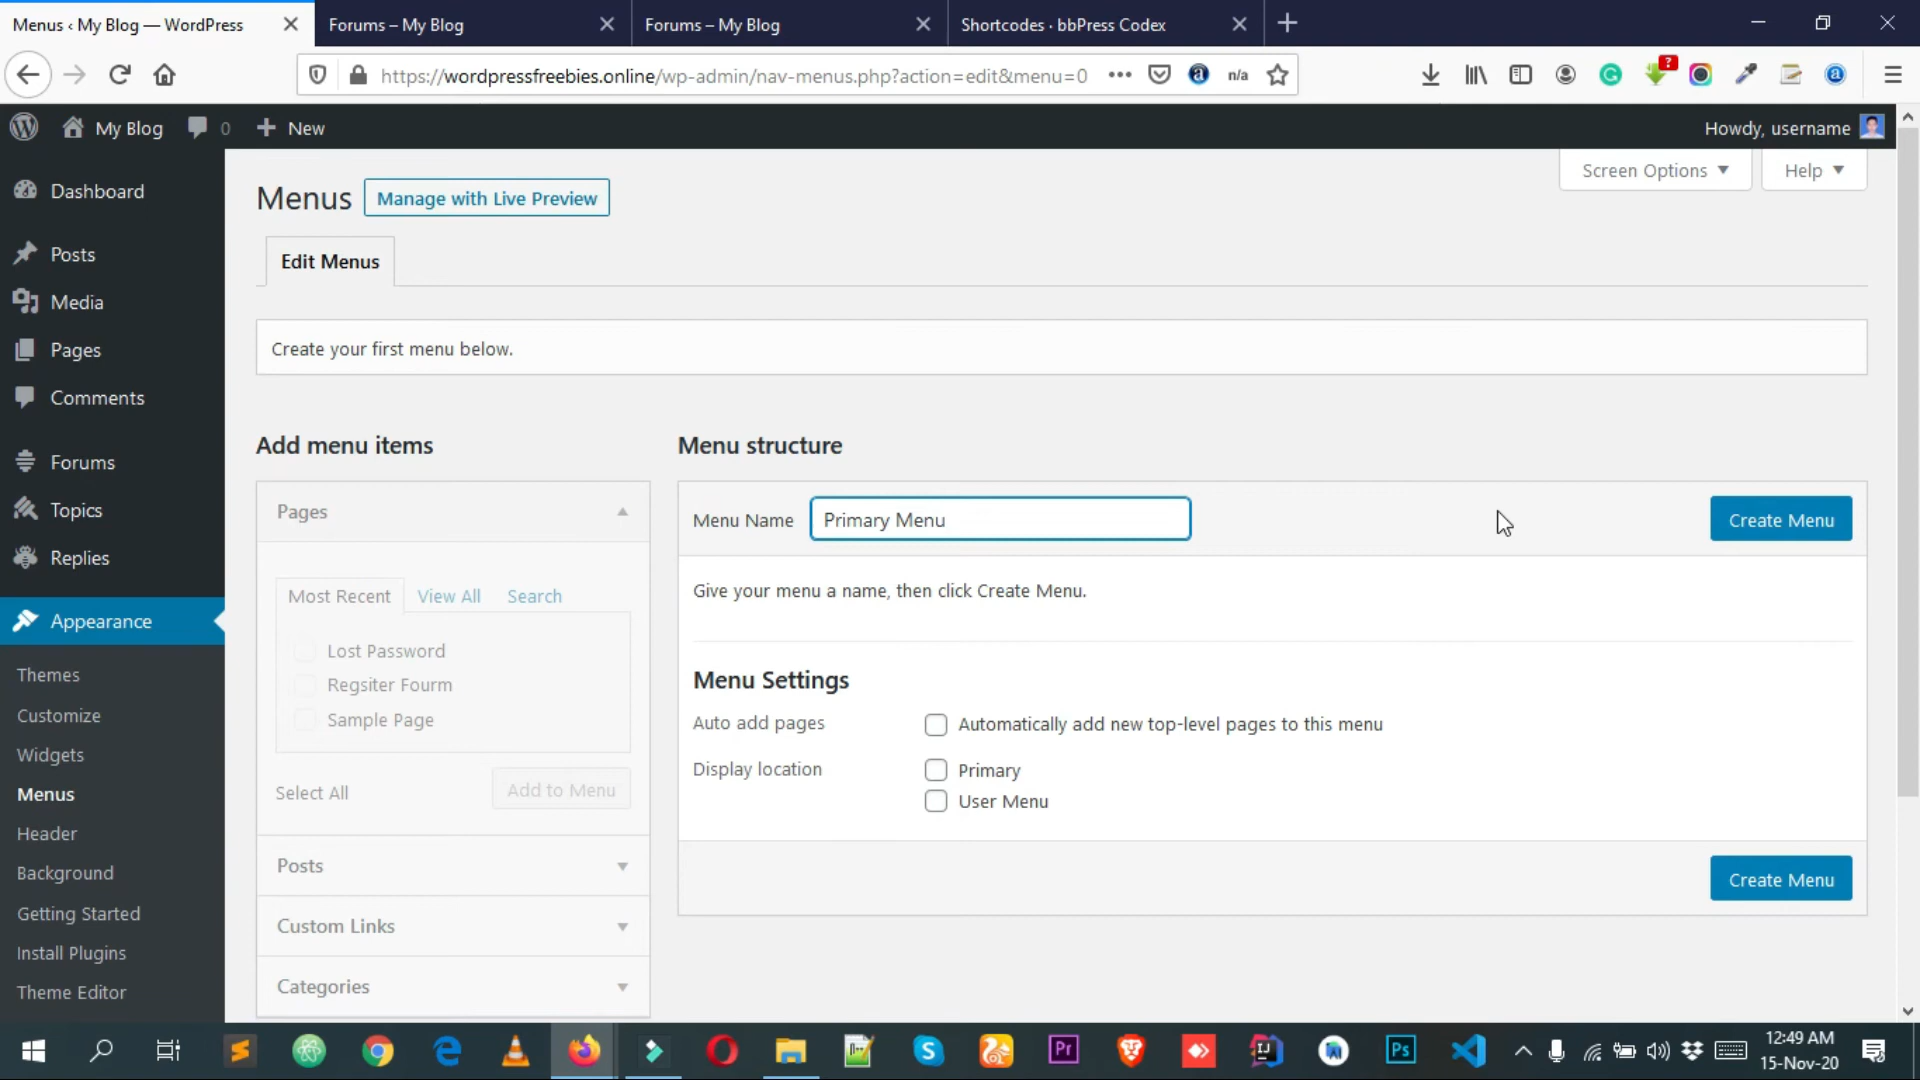 Menus ‹ My Blog — WordPress
Forums – My Blog
Forums – My Blog
Shortcodes · bbPress Codex
https://wordpressfreebies.online/wp-admin/nav-menus.php?action=edit&menu=0
n/a
My Blog
0
New
Howdy, username
Dashboard
Posts
Media
Pages
Comments
Forums
Topics
Replies
Appearance
Themes
Customize
Widgets
Menus
Header
Background
Getting Started
Install Plugins
Theme Editor
Screen Options
Help
Menus
Manage with Live Preview
Edit Menus
Create your first menu below.
Add menu items
Pages
Most Recent
View All
Search
Lost Password
Regsiter Fourm
Sample Page
Select All
Add to Menu
Posts
Custom Links
Categories
Menu structure
Menu Name
Primary Menu
Create Menu
Give your menu a name, then click Create Menu.
Menu Settings
Auto add pages
Automatically add new top-level pages to this menu
Display location
Primary
User Menu
Create Menu
Pr
Ps
12:49 AM
15-Nov-20